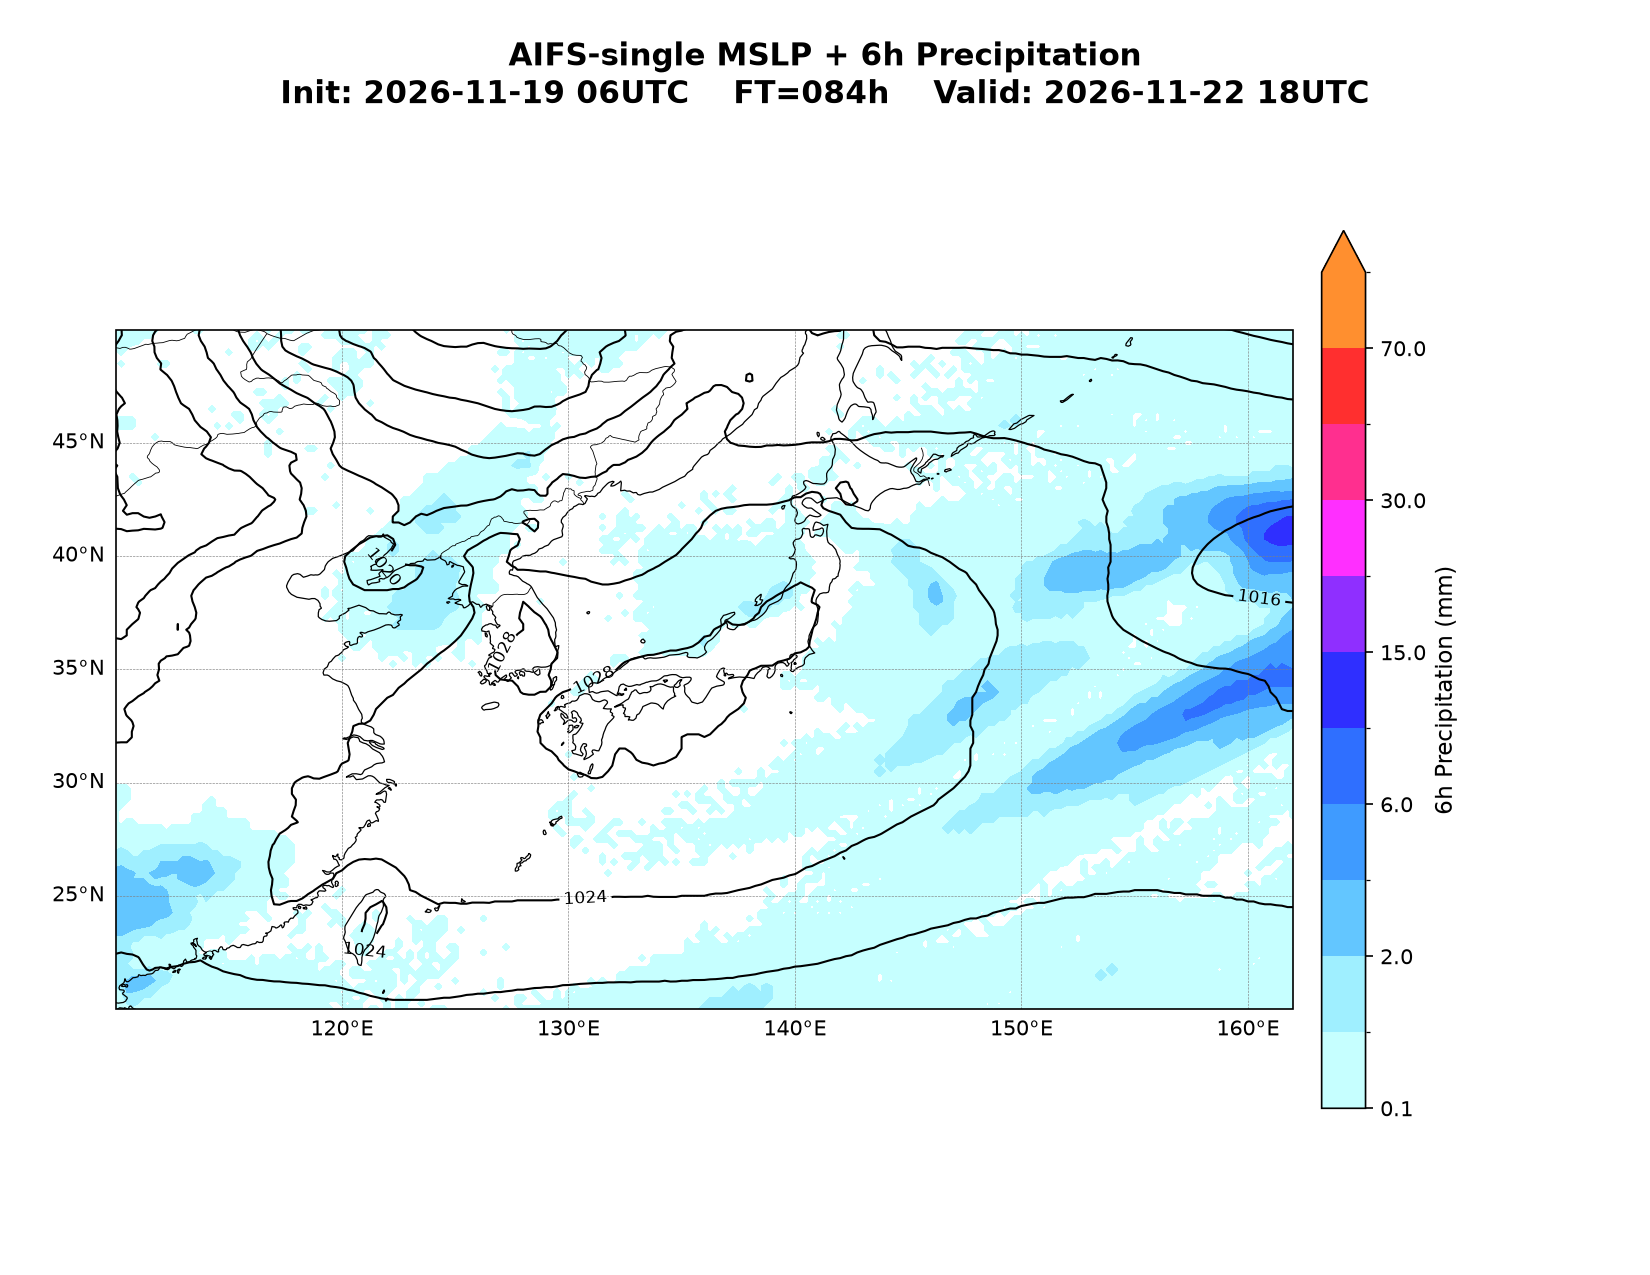 AIFS-single MSLP + 6h Precipitation
Init: 2026-11-19 06UTC    FT=084h    Valid: 2026-11-22 18UTC
70.0
45°N
30.0
40°N
1016
1028
15.0
35°N
1028
30°N
6.0
6h Precipitation (mm)
25°N
1024
1024
2.0
120°E
130°E
140°E
150°E
160°E
0.1